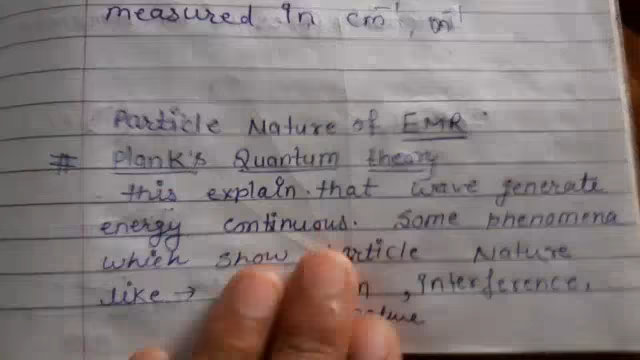 measured in cm⁻¹, m⁻¹
Particle Nature of EMR
# Plank's Quantum theory
this explain that wave generate
energy continuous. Some phenomena
which show particle Nature
like → , interference,